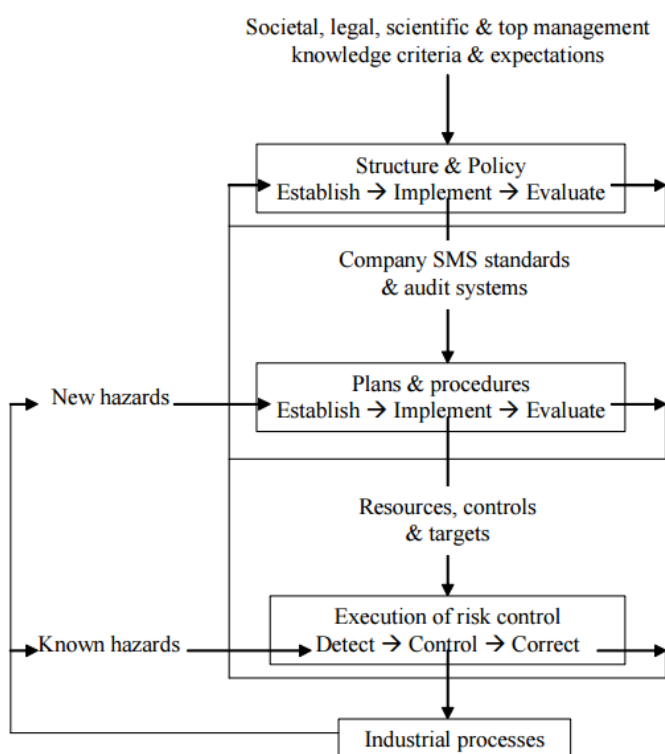 Societal, legal, scientific & top management
knowledge criteria & expectations
Structure & Policy
Establish → Implement → Evaluate
Company SMS standards
& audit systems
New hazards
Plans & procedures
Establish → Implement → Evaluate
Resources, controls
& targets
Execution of risk control
Known hazards
Detect → Control → Correct
Industrial processes